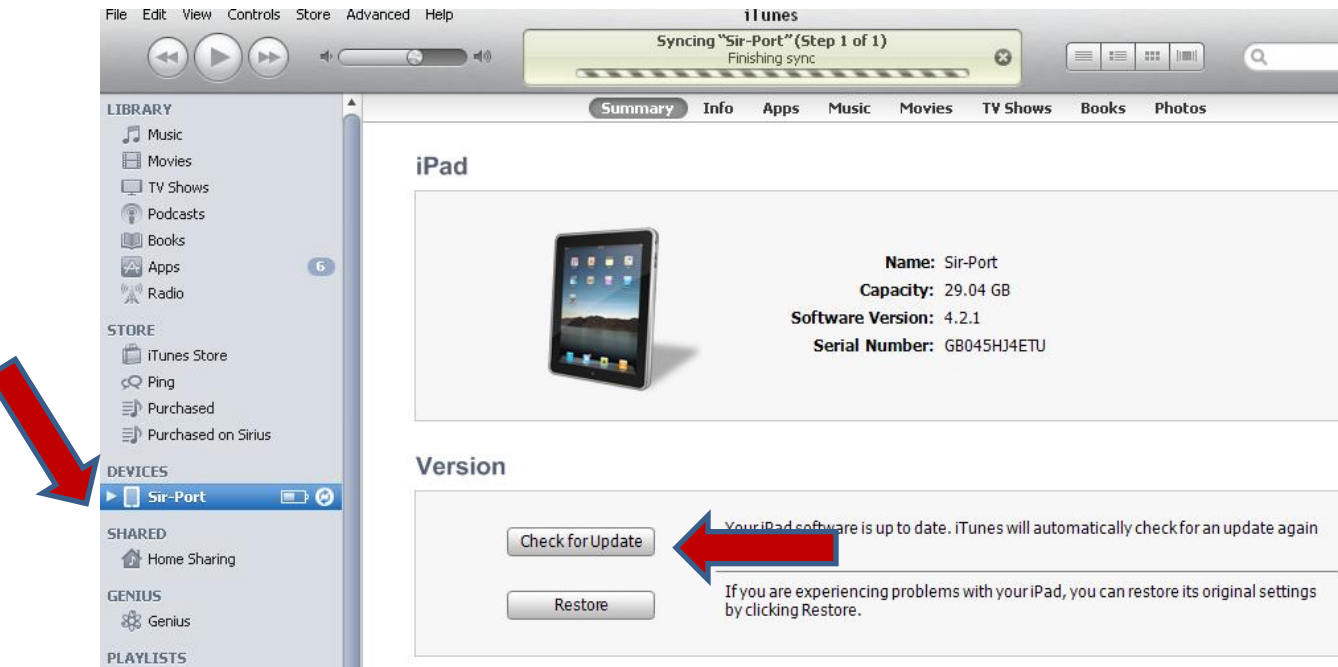 File Edit View Controls Store Advanced Help
iTunes
Syncing "Sir-Port" (Step 1 of 1)
Finishing sync
LIBRARY
Music
Movies
TV Shows
Podcasts
Books
Apps 6
Radio
STORE
iTunes Store
Ping
Purchased
Purchased on Sirius
DEVICES
Sir-Port
SHARED
Home Sharing
GENIUS
Genius
PLAYLISTS
Summary Info Apps Music Movies TV Shows Books Photos
iPad
Name: Sir-Port
Capacity: 29.04 GB
Software Version: 4.2.1
Serial Number: GB045HJ4ETU
Version
Check for Update
Your iPad software is up to date. iTunes will automatically check for an update again
Restore
If you are experiencing problems with your iPad, you can restore its original settings
by clicking Restore.